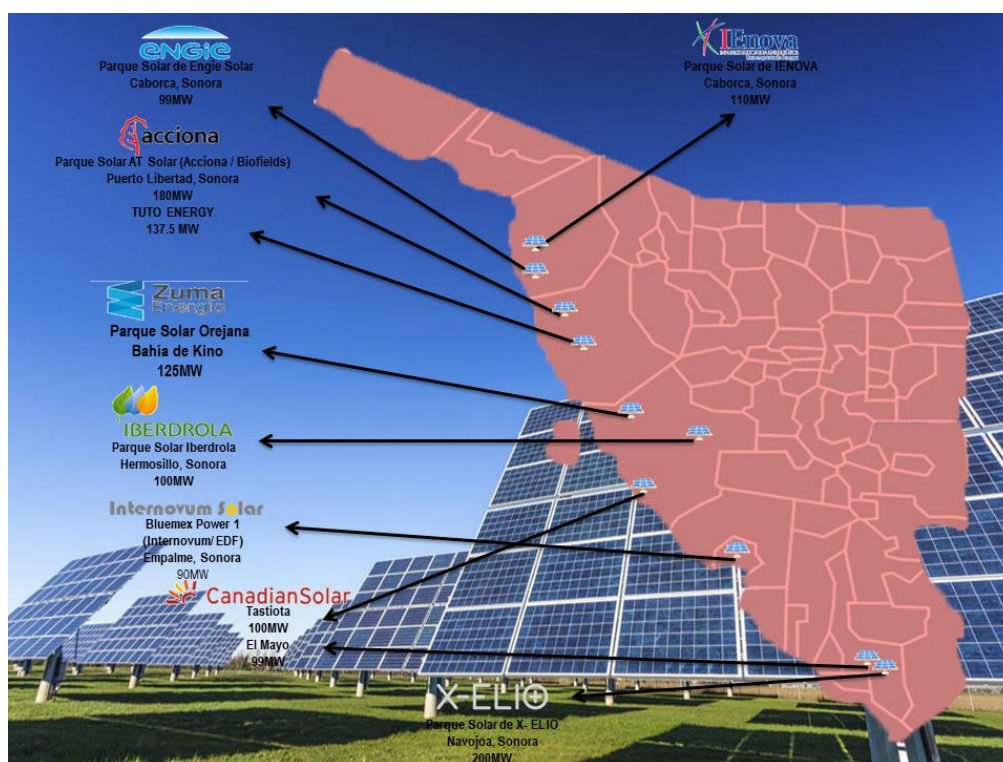 ENGIE
Parque Solar de Engie Solar
Caborca, Sonora
99MW
IEnova
Parque Solar de IENOVA
Caborca, Sonora
110MW
acciona
Parque Solar AT Solar (Acciona / Biofields)
Puerto Libertad, Sonora
180MW
TUTO ENERGY
137.5 MW
Zuma
Energía
Parque Solar Orejana
Bahía de Kino
125MW
IBERDROLA
Parque Solar Iberdrola
Hermosillo, Sonora
100MW
Internovum Solar
Bluemex Power 1
(Internovum/ EDF)
Empalme, Sonora
90MW
CanadianSolar
Tastiota
100MW
El Mayo
99MW
X-ELIO
Parque Solar de X- ELIO
Navojoa, Sonora
200MW